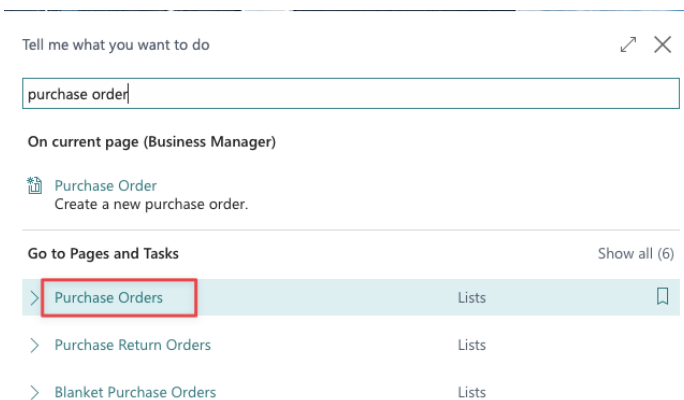 Tell me what you want to do
purchase order
On current page (Business Manager)
Purchase Order
Create a new purchase order.
Go to Pages and Tasks Show all (6)
Purchase Orders Lists
Purchase Return Orders Lists
Blanket Purchase Orders Lists